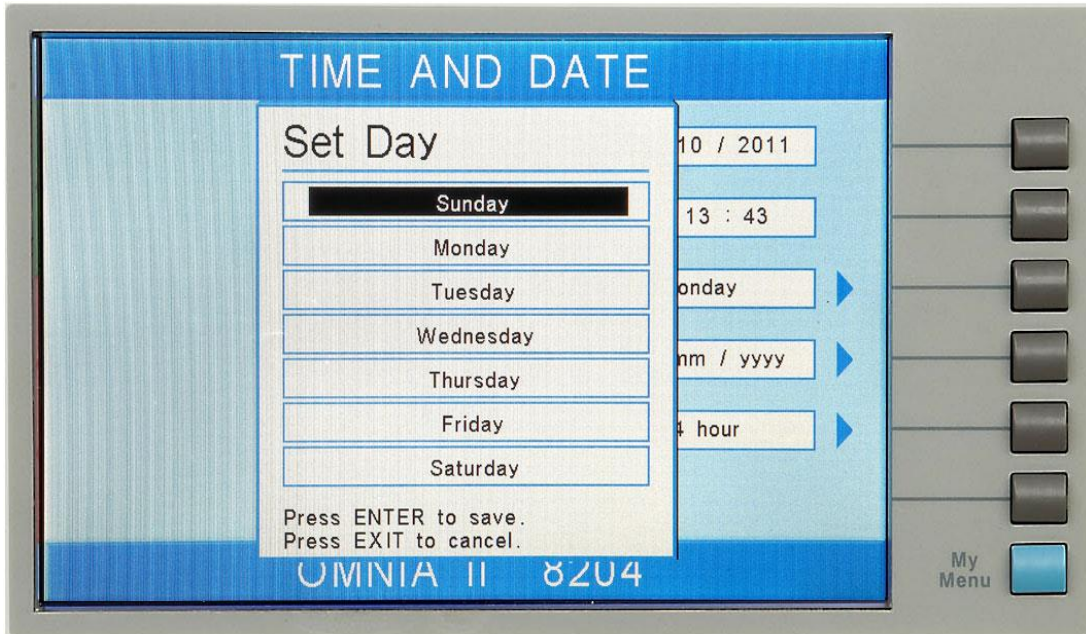 TIME AND DATE
Set Day
Sunday
Monday
Tuesday
Wednesday
Thursday
Friday
Saturday
Press ENTER to save.
Press EXIT to cancel.
10 / 2011
13 : 43
onday
mm / yyyy
4 hour
OMNIA II 8204
My
Menu